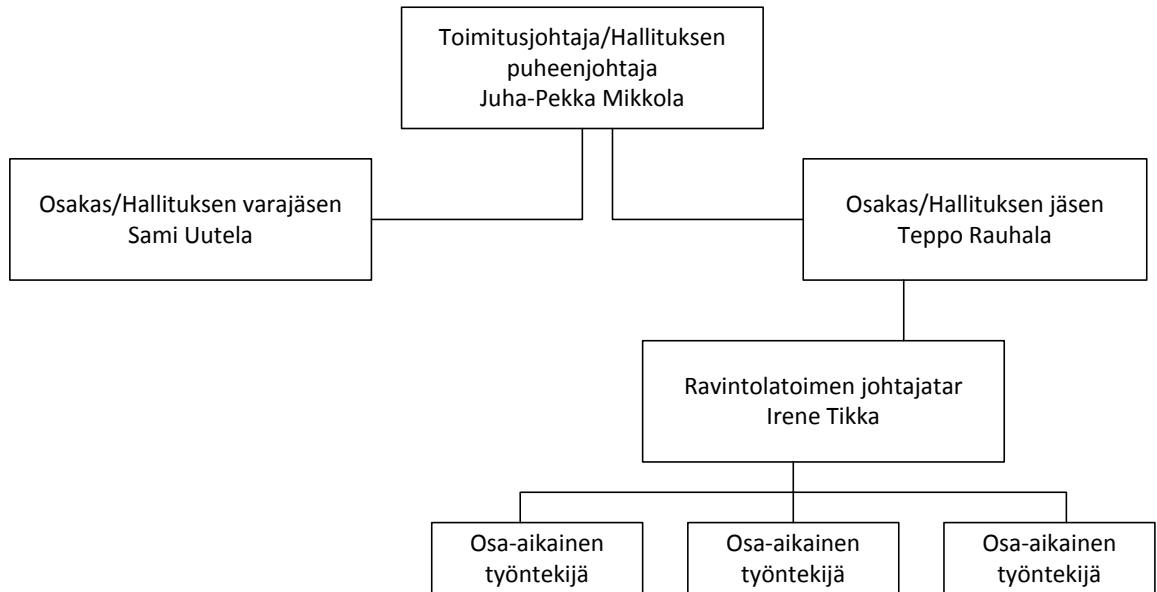 Toimitusjohtaja/Hallituksen
puheenjohtaja
Juha-Pekka Mikkola
Osakas/Hallituksen varajäsen
Sami Uutela
Osakas/Hallituksen jäsen
Teppo Rauhala
Ravintolatoimen johtajatar
Irene Tikka
Osa-aikainen
työntekijä
Osa-aikainen
työntekijä
Osa-aikainen
työntekijä